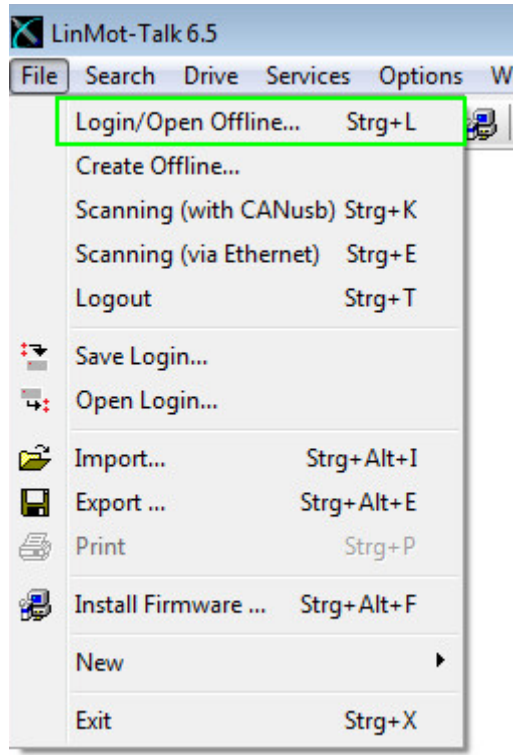 LinMot-Talk 6.5
File Search Drive Services Options W
Login/Open Offline... Strg+L
Create Offline...
Scanning (with CANusb) Strg+K
Scanning (via Ethernet) Strg+E
Logout Strg+T
Save Login...
Open Login...
Import... Strg+Alt+I
Export ... Strg+Alt+E
Print Strg+P
Install Firmware ... Strg+Alt+F
New
Exit Strg+X